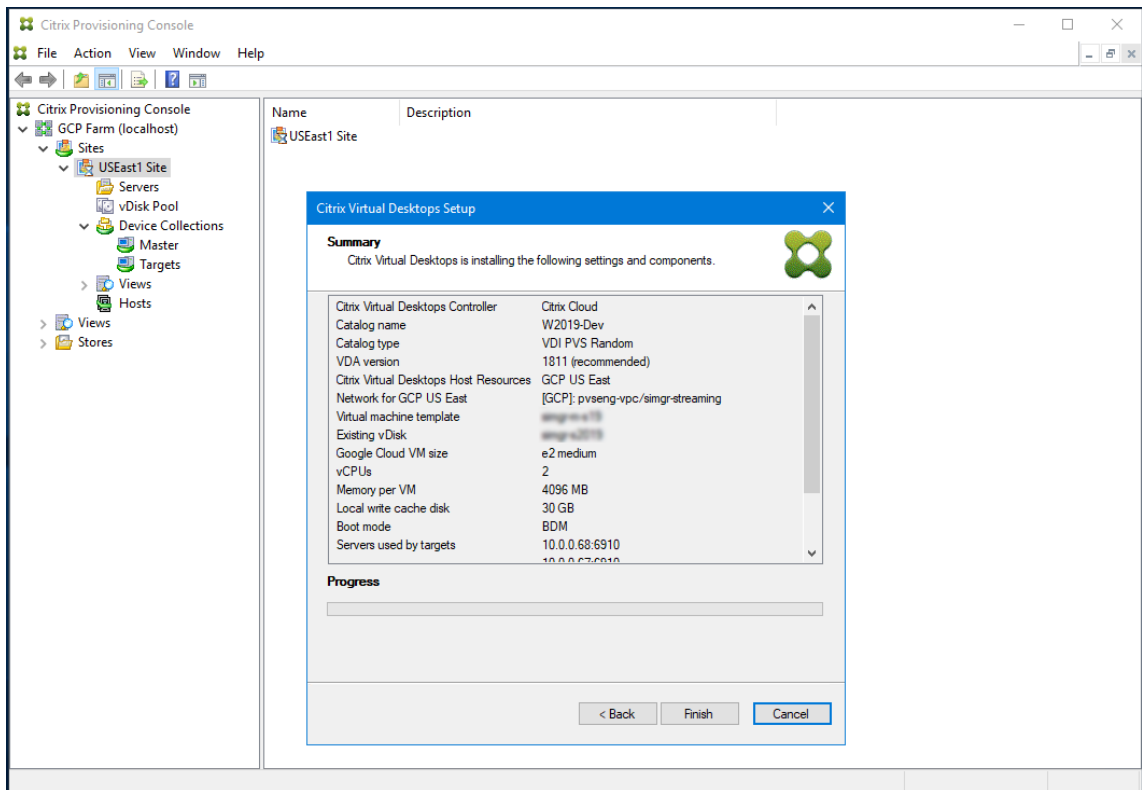 Citrix Provisioning Console
File Action View Window Help
Citrix Provisioning Console
GCP Farm (localhost)
Sites
USEast1 Site
Servers
vDisk Pool
Device Collections
Master
Targets
Views
Hosts
Views
Stores
Name Description
USEast1 Site
Citrix Virtual Desktops Setup
Summary
Citrix Virtual Desktops is installing the following settings and components.
Citrix Virtual Desktops Controller Citrix Cloud
Catalog name W2019-Dev
Catalog type VDI PVS Random
VDA version 1811 (recommended)
Citrix Virtual Desktops Host Resources GCP US East
Network for GCP US East [GCP]: pvseng-vpc/simgr-streaming
Virtual machine template
Existing vDisk
Google Cloud VM size e2 medium
vCPUs 2
Memory per VM 4096 MB
Local write cache disk 30 GB
Boot mode BDM
Servers used by targets 10.0.0.68:6910
10.0.0.67:6910
Progress
< Back Finish Cancel